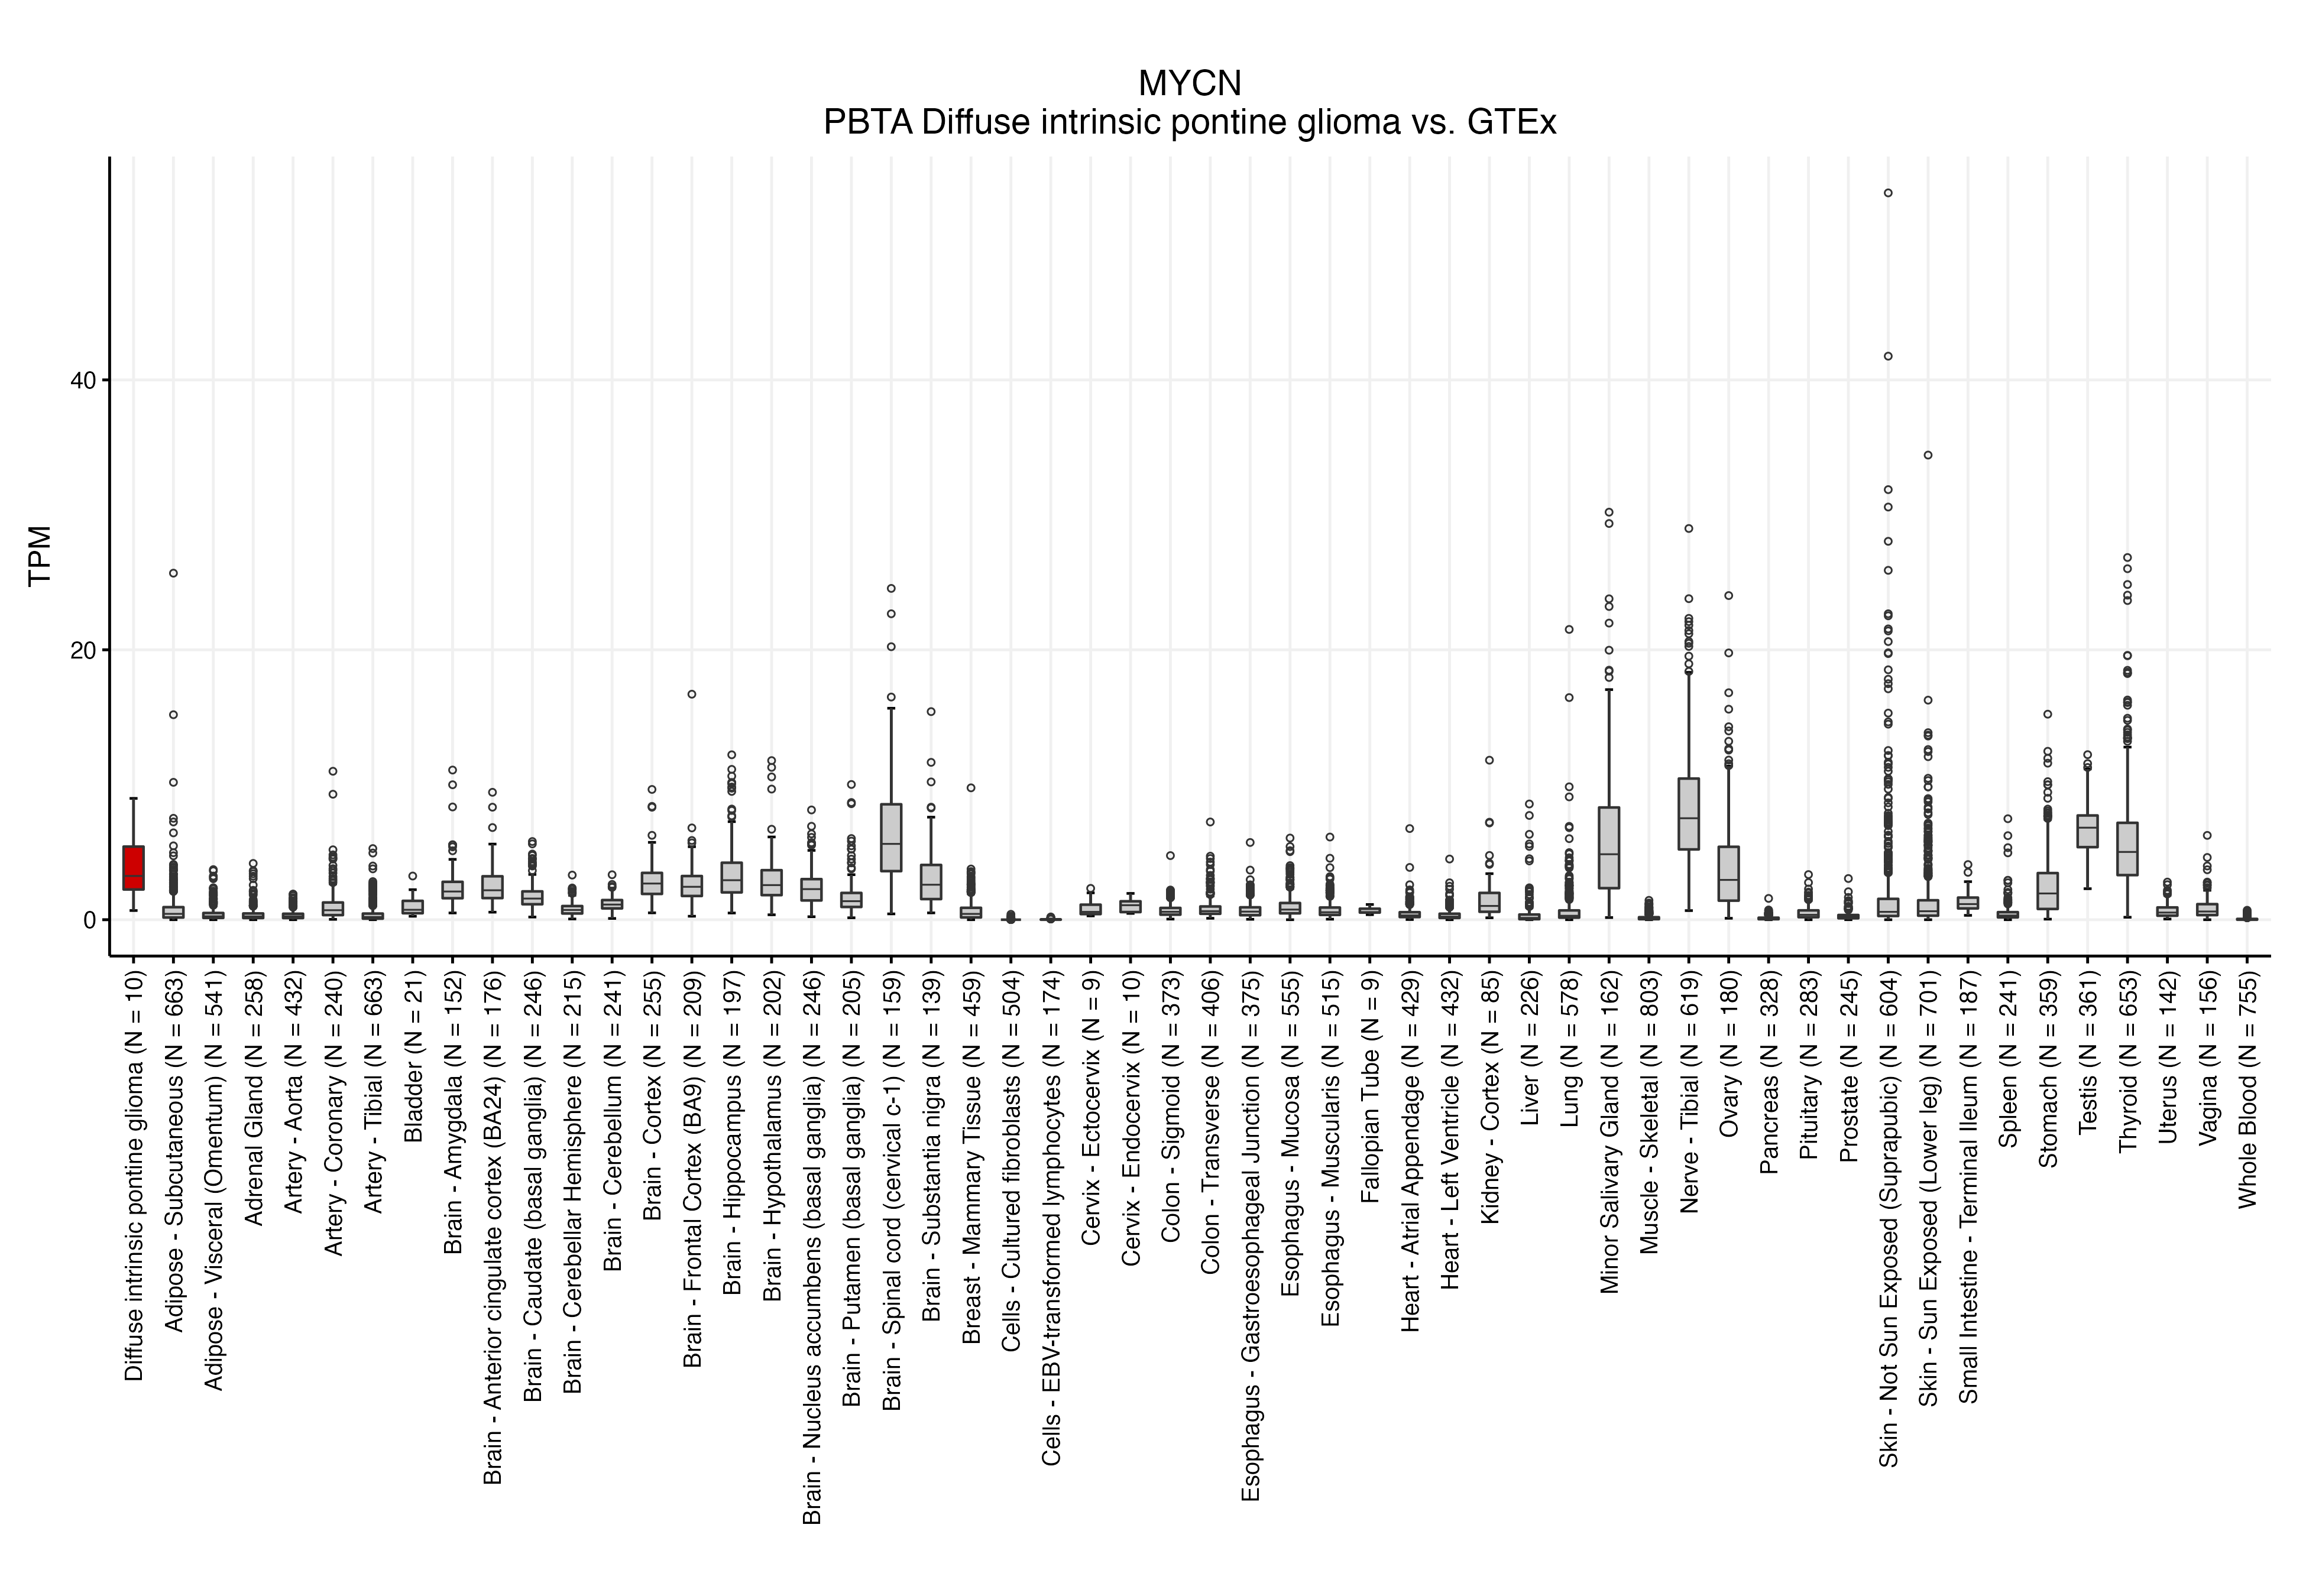 MYCN
PBTA Diffuse intrinsic pontine glioma vs. GTEx
TPM
40
20
0
Diffuse intrinsic pontine glioma (N = 10)
Adipose - Subcutaneous (N = 663)
Adipose - Visceral (Omentum) (N = 541)
Adrenal Gland (N = 258)
Artery - Aorta (N = 432)
Artery - Coronary (N = 240)
Artery - Tibial (N = 663)
Bladder (N = 21)
Brain - Amygdala (N = 152)
Brain - Anterior cingulate cortex (BA24) (N = 176)
Brain - Caudate (basal ganglia) (N = 246)
Brain - Cerebellar Hemisphere (N = 215)
Brain - Cerebellum (N = 241)
Brain - Cortex (N = 255)
Brain - Frontal Cortex (BA9) (N = 209)
Brain - Hippocampus (N = 197)
Brain - Hypothalamus (N = 202)
Brain - Nucleus accumbens (basal ganglia) (N = 246)
Brain - Putamen (basal ganglia) (N = 205)
Brain - Spinal cord (cervical c-1) (N = 159)
Brain - Substantia nigra (N = 139)
Breast - Mammary Tissue (N = 459)
Cells - Cultured fibroblasts (N = 504)
Cells - EBV-transformed lymphocytes (N = 174)
Cervix - Ectocervix (N = 9)
Cervix - Endocervix (N = 10)
Colon - Sigmoid (N = 373)
Colon - Transverse (N = 406)
Esophagus - Gastroesophageal Junction (N = 375)
Esophagus - Mucosa (N = 555)
Esophagus - Muscularis (N = 515)
Fallopian Tube (N = 9)
Heart - Atrial Appendage (N = 429)
Heart - Left Ventricle (N = 432)
Kidney - Cortex (N = 85)
Liver (N = 226)
Lung (N = 578)
Minor Salivary Gland (N = 162)
Muscle - Skeletal (N = 803)
Nerve - Tibial (N = 619)
Ovary (N = 180)
Pancreas (N = 328)
Pituitary (N = 283)
Prostate (N = 245)
Skin - Not Sun Exposed (Suprapubic) (N = 604)
Skin - Sun Exposed (Lower leg) (N = 701)
Small Intestine - Terminal Ileum (N = 187)
Spleen (N = 241)
Stomach (N = 359)
Testis (N = 361)
Thyroid (N = 653)
Uterus (N = 142)
Vagina (N = 156)
Whole Blood (N = 755)